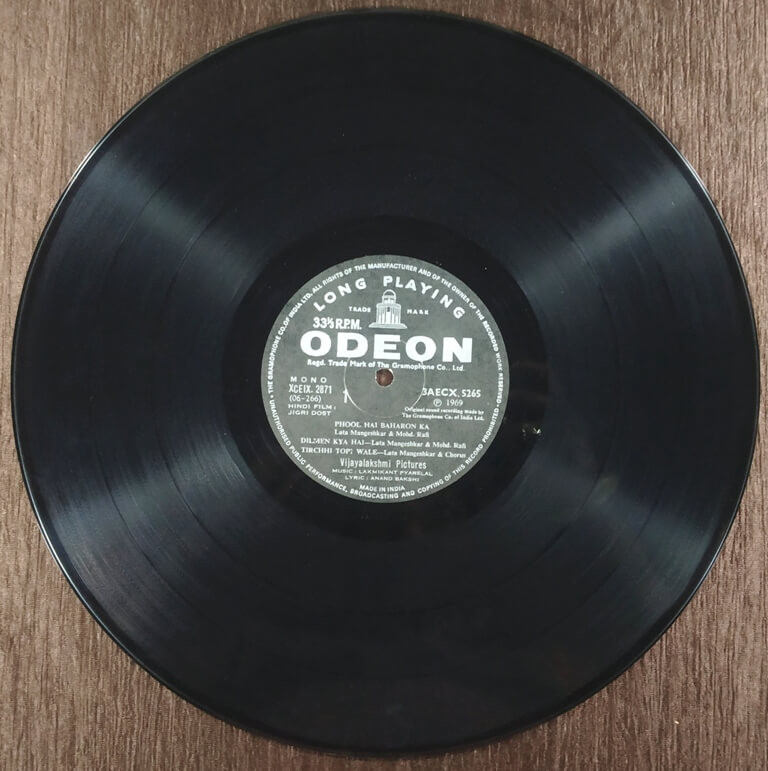 THE GRAMOPHONE CO. OF INDIA LTD. ALL RIGHTS OF THE MANUFACTURER AND OF THE OWNER OF THE RECORDED WORK RESERVED
UNAUTHORISED PUBLIC PERFORMANCE, BROADCASTING AND COPYING OF THIS RECORD PROHIBITED
LONG PLAYING
TRADE MARK
33⅓ R.P.M.
ODEON
Regd. Trade Mark of The Gramophone Co., Ltd.
MONO
XCEIX. 2871
(06-266)
HINDI FILM:
JIGRI DOST
1
3AECX. 5265
Ⓟ 1969
Original sound recording made by
The Gramophone Co. of India Ltd.
PHOOL HAI BAHARON KA
Lata Mangeshkar & Mohd. Rafi
DILMEN KYA HAI—Lata Mangeshkar & Mohd. Rafi
TIRCHHI TOPI WALE—Lata Mangeshkar & Chorus
Vijayalakshmi Pictures
MUSIC: LAXMIKANT PYARELAL
LYRIC: ANAND BAKSHI
MADE IN INDIA